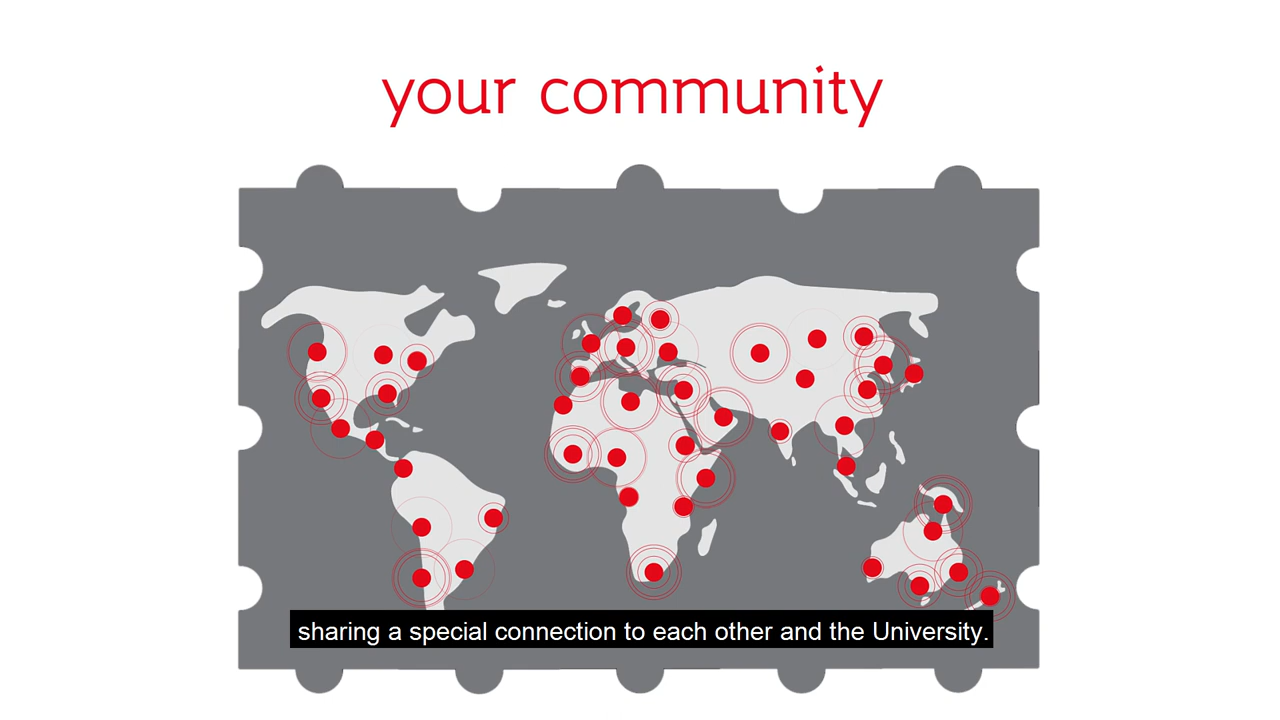 your community
sharing a special connection to each other and the University.